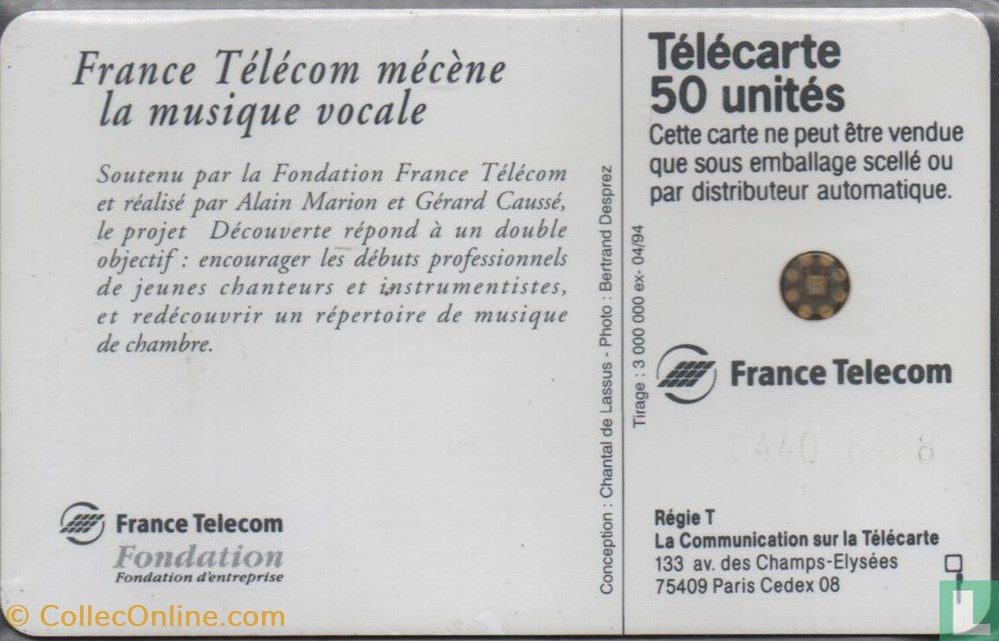 France Télécom mécène
la musique vocale
Soutenu par la Fondation France Télécom
et réalisé par Alain Marion et Gérard Caussé,
le projet Découverte répond à un double
objectif : encourager les débuts professionnels
de jeunes chanteurs et instrumentistes,
et redécouvrir un répertoire de musique
de chambre.
France Telecom
Fondation
Fondation d'entreprise
Conception : Chantal de Lassus - Photo : Bertrand Desprez
Tirage : 3 000 000 ex- 04/94
Télécarte
50 unités
Cette carte ne peut être vendue
que sous emballage scellé ou
par distributeur automatique.
France Telecom
Régie T
La Communication sur la Télécarte
133 av. des Champs-Elysées
75409 Paris Cedex 08
© CollecOnline.com
L